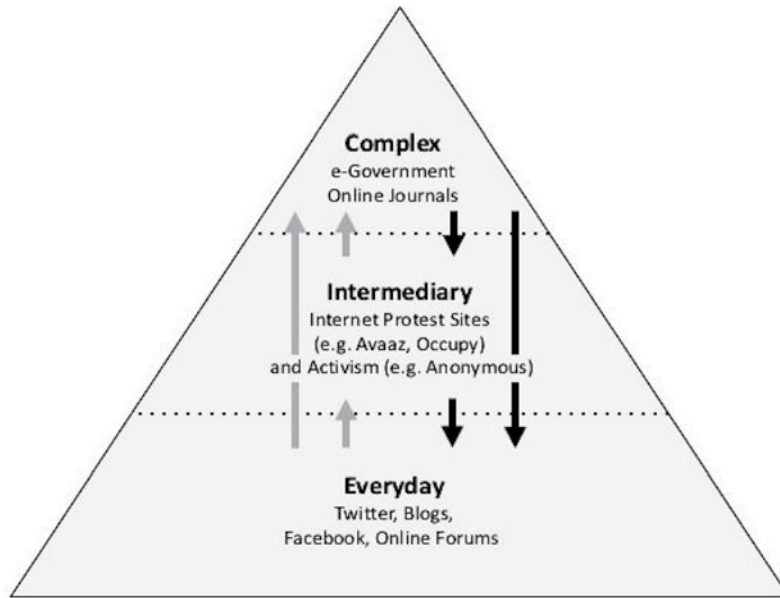 Complex
e-Government
Online Journals
Intermediary
Internet Protest Sites
(e.g. Avaaz, Occupy)
and Activism (e.g. Anonymous)
Everyday
Twitter, Blogs,
Facebook, Online Forums